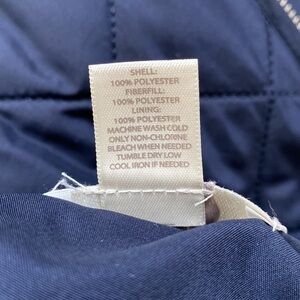 SHELL:
100% POLYESTER
FIBERFILL:
100% POLYESTER
LINING:
100% POLYESTER
MACHINE WASH COLD
ONLY NON-CHLORINE
BLEACH WHEN NEEDED
TUMBLE DRY LOW
COOL IRON IF NEEDED